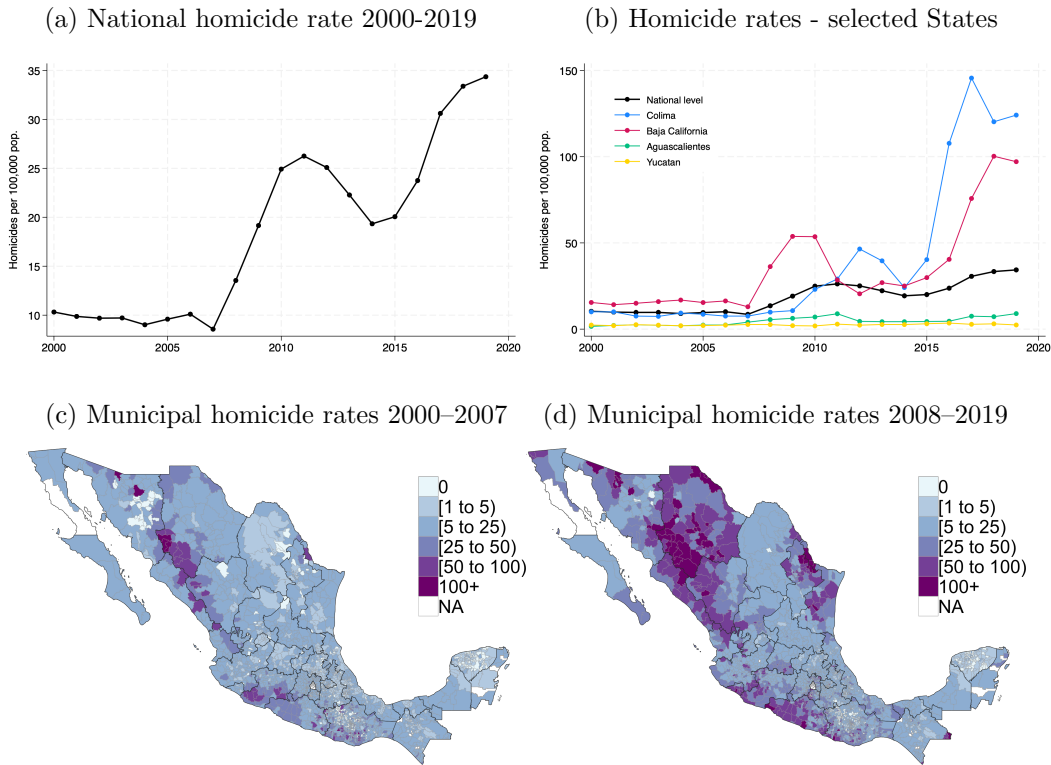 (a) National homicide rate 2000-2019
Homicides per 100,000 pop.
35
30
25
20
15
10
2000
2005
2010
2015
2020
(b) Homicide rates - selected States
Homicides per 100,000 pop.
150
100
50
0
National level
Colima
Baja California
Aguascalientes
Yucatan
2000
2005
2010
2015
2020
(c) Municipal homicide rates 2000–2007
0
[1 to 5)
[5 to 25)
[25 to 50)
[50 to 100)
100+
NA
(d) Municipal homicide rates 2008–2019
0
[1 to 5)
[5 to 25)
[25 to 50)
[50 to 100)
100+
NA